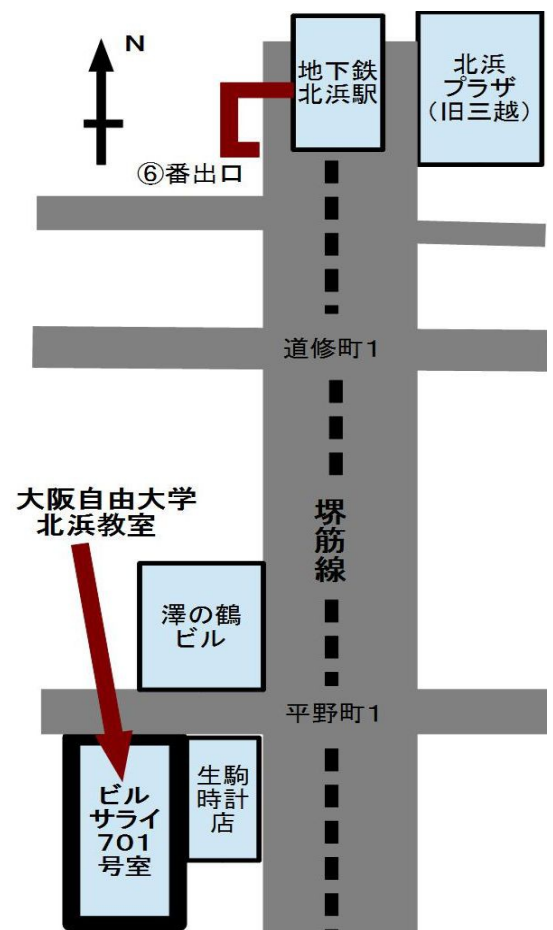 N
地下鉄
北浜駅
北浜
プラザ
(旧三越)
⑥番出口
道修町1
大阪自由大学
北浜教室
堺筋線
澤の鶴
ビル
平野町1
生駒
時計
店
ビル
サライ
701
号室